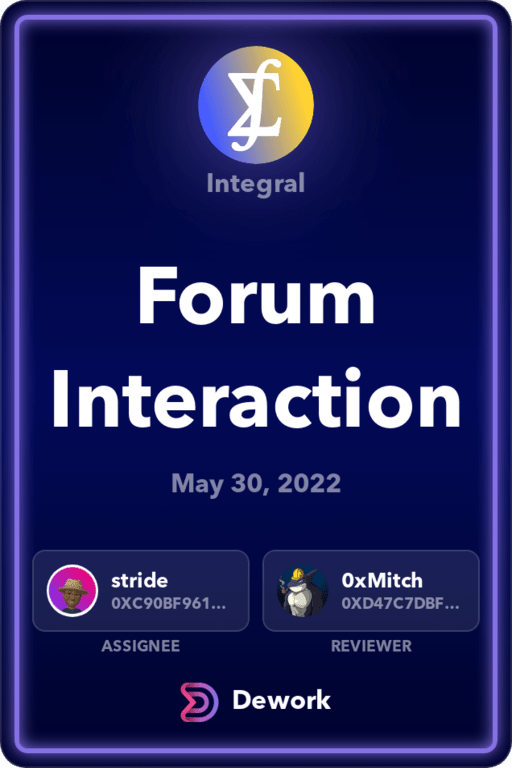 Integral
Forum
Interaction
May 30, 2022
stride
0XC90BF961...
ASSIGNEE
0xMitch
0XD47C7DBF...
REVIEWER
Dework